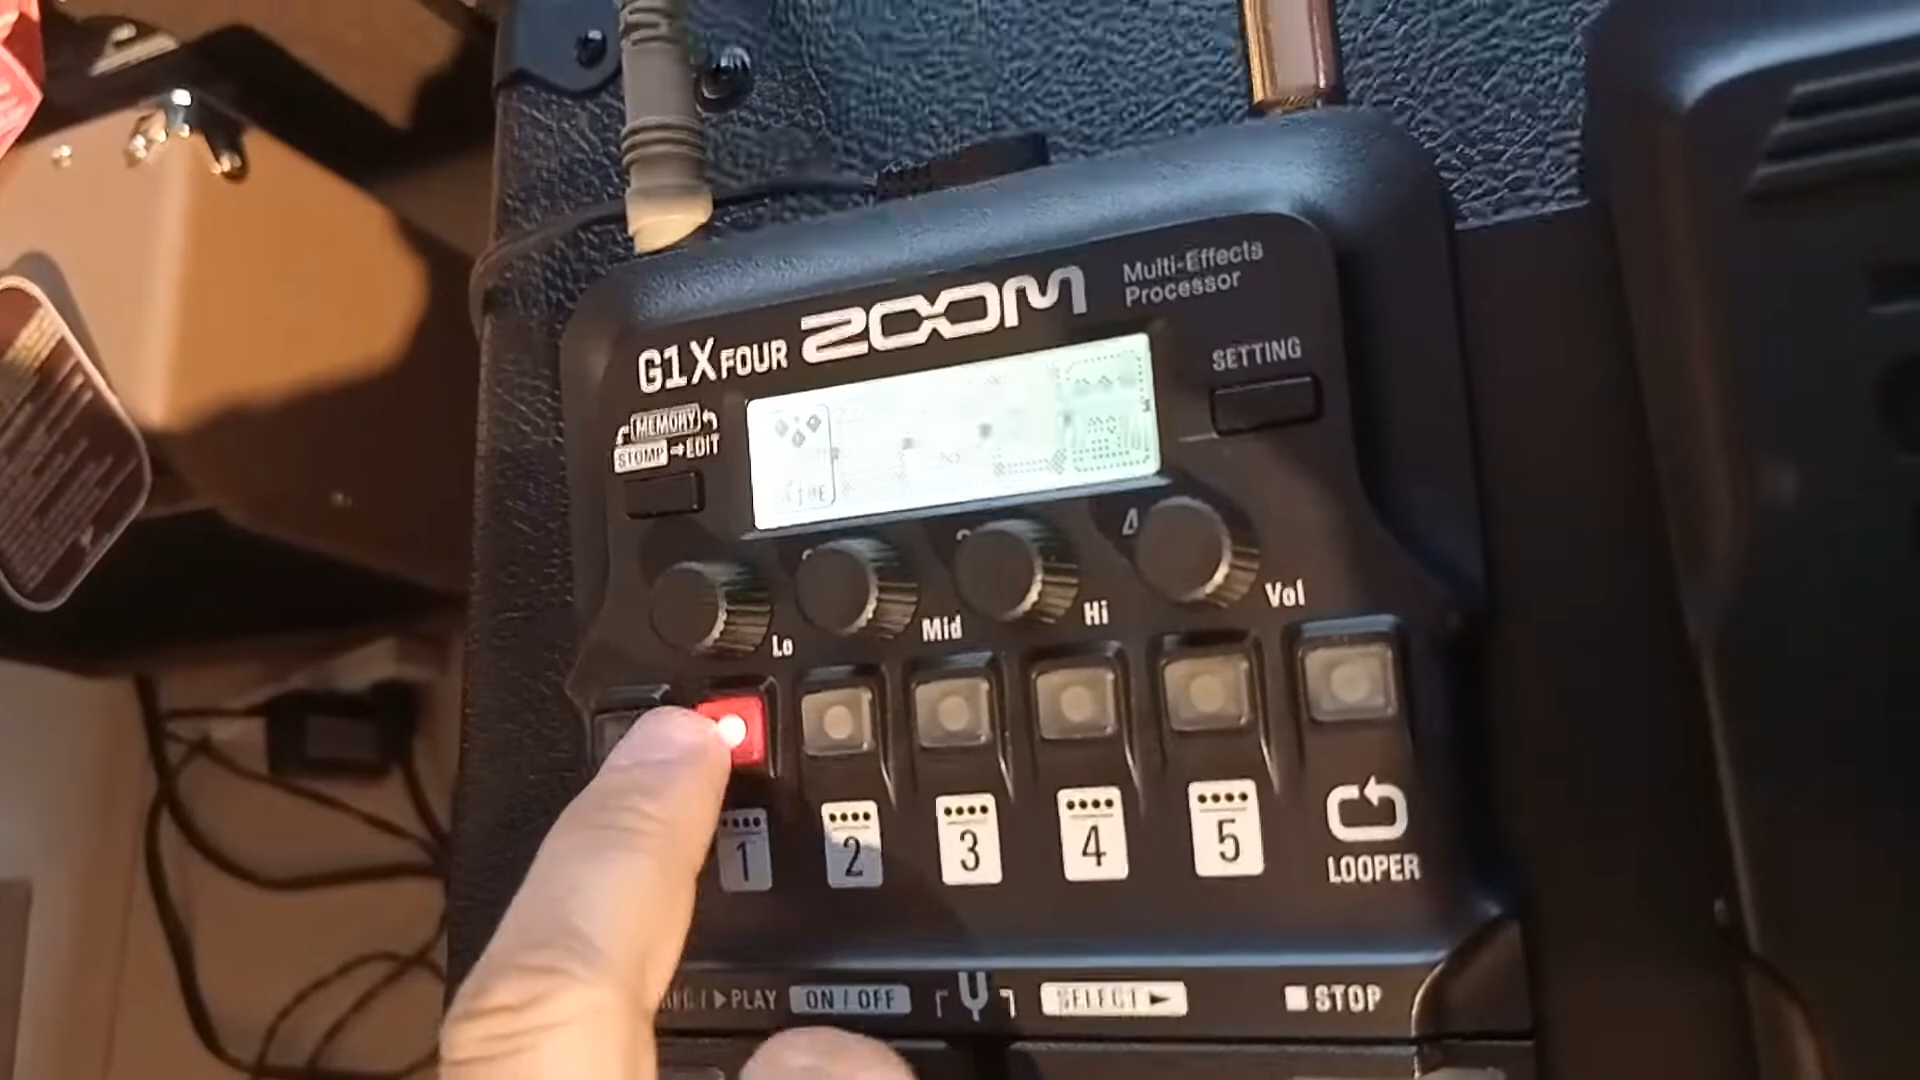 G1X FOUR ZOOM Multi-Effects
Processor
MEMORY
STOMP ⇒EDIT
SETTING
Lo
Mid
Hi
4
Vol
1
2
3
4
5
LOOPER
▶PLAY
ON / OFF
SELECT ▶
■ STOP